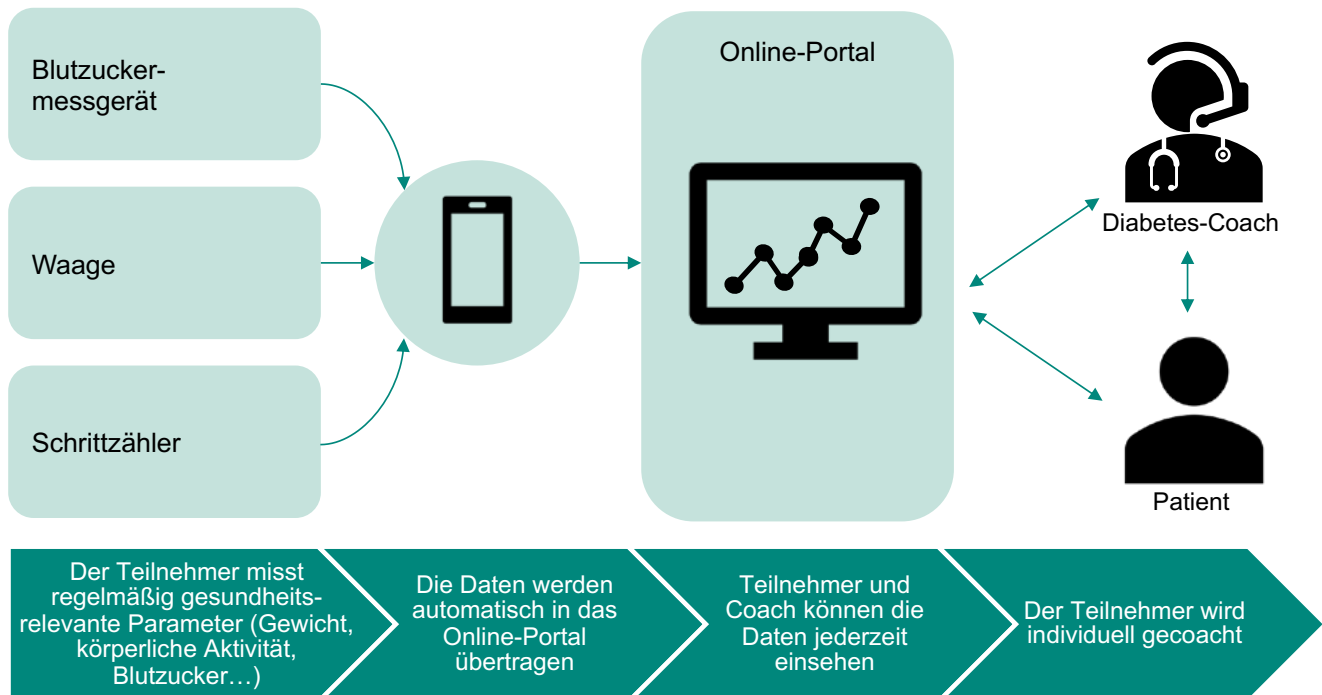 Blutzucker-
messgerät
Waage
Schrittzähler
Online-Portal
Diabetes-Coach
Patient
Der Teilnehmer misst
regelmäßig gesundheits-
relevante Parameter (Gewicht,
körperliche Aktivität,
Blutzucker…)
Die Daten werden
automatisch in das
Online-Portal
übertragen
Teilnehmer und
Coach können die
Daten jederzeit
einsehen
Der Teilnehmer wird
individuell gecoacht